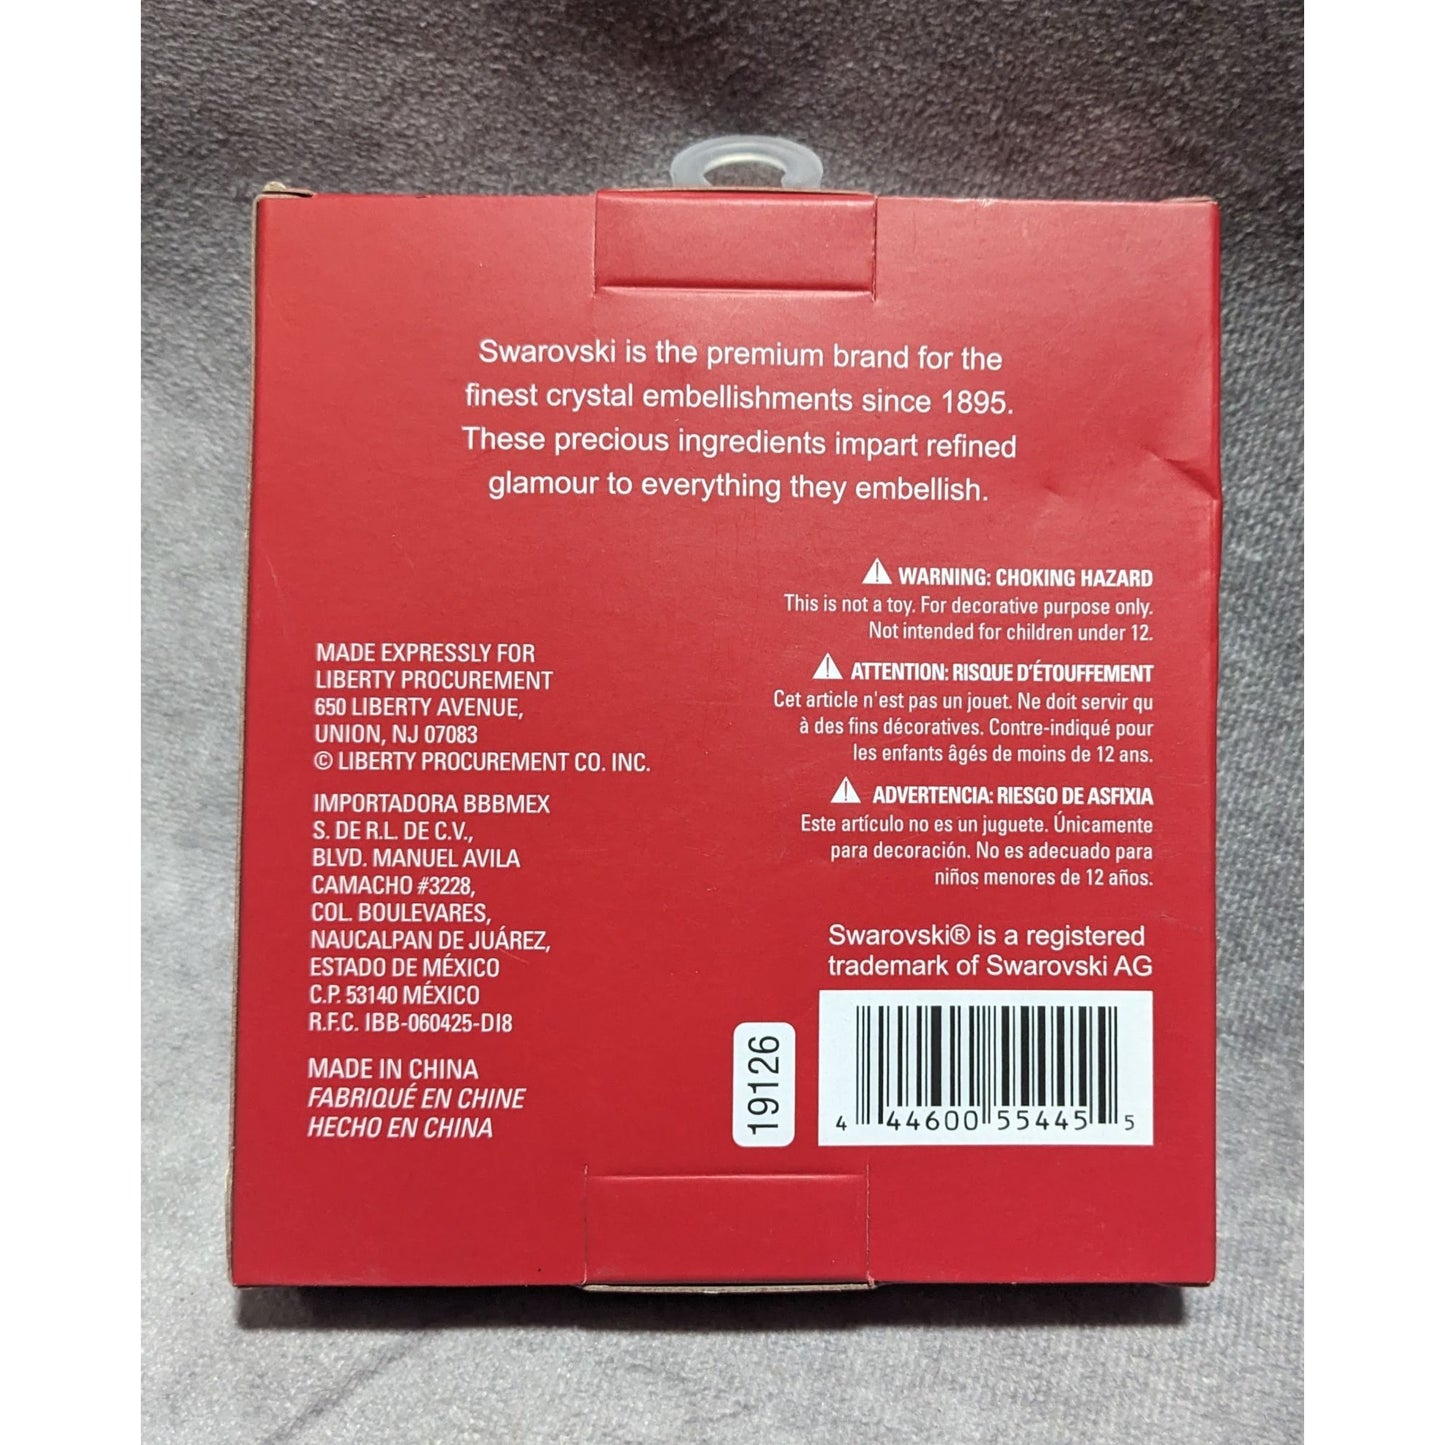 Swarovski is the premium brand for the
finest crystal embellishments since 1895.
These precious ingredients impart refined
glamour to everything they embellish.
MADE EXPRESSLY FOR
LIBERTY PROCUREMENT
650 LIBERTY AVENUE,
UNION, NJ 07083
© LIBERTY PROCUREMENT CO. INC.
IMPORTADORA BBBMEX
S. DE R.L. DE C.V.,
BLVD. MANUEL AVILA
CAMACHO #3228,
COL. BOULEVARES,
NAUCALPAN DE JUÁREZ,
ESTADO DE MÉXICO
C.P. 53140 MÉXICO
R.F.C. IBB-060425-DI8
MADE IN CHINA
FABRIQUÉ EN CHINE
HECHO EN CHINA
WARNING: CHOKING HAZARD
This is not a toy. For decorative purpose only.
Not intended for children under 12.
ATTENTION: RISQUE D'ÉTOUFFEMENT
Cet article n'est pas un jouet. Ne doit servir qu
à des fins décoratives. Contre-indiqué pour
les enfants âgés de moins de 12 ans.
ADVERTENCIA: RIESGO DE ASFIXIA
Este artículo no es un juguete. Únicamente
para decoración. No es adecuado para
niños menores de 12 años.
Swarovski® is a registered
trademark of Swarovski AG
19126
4 44600 55445 5